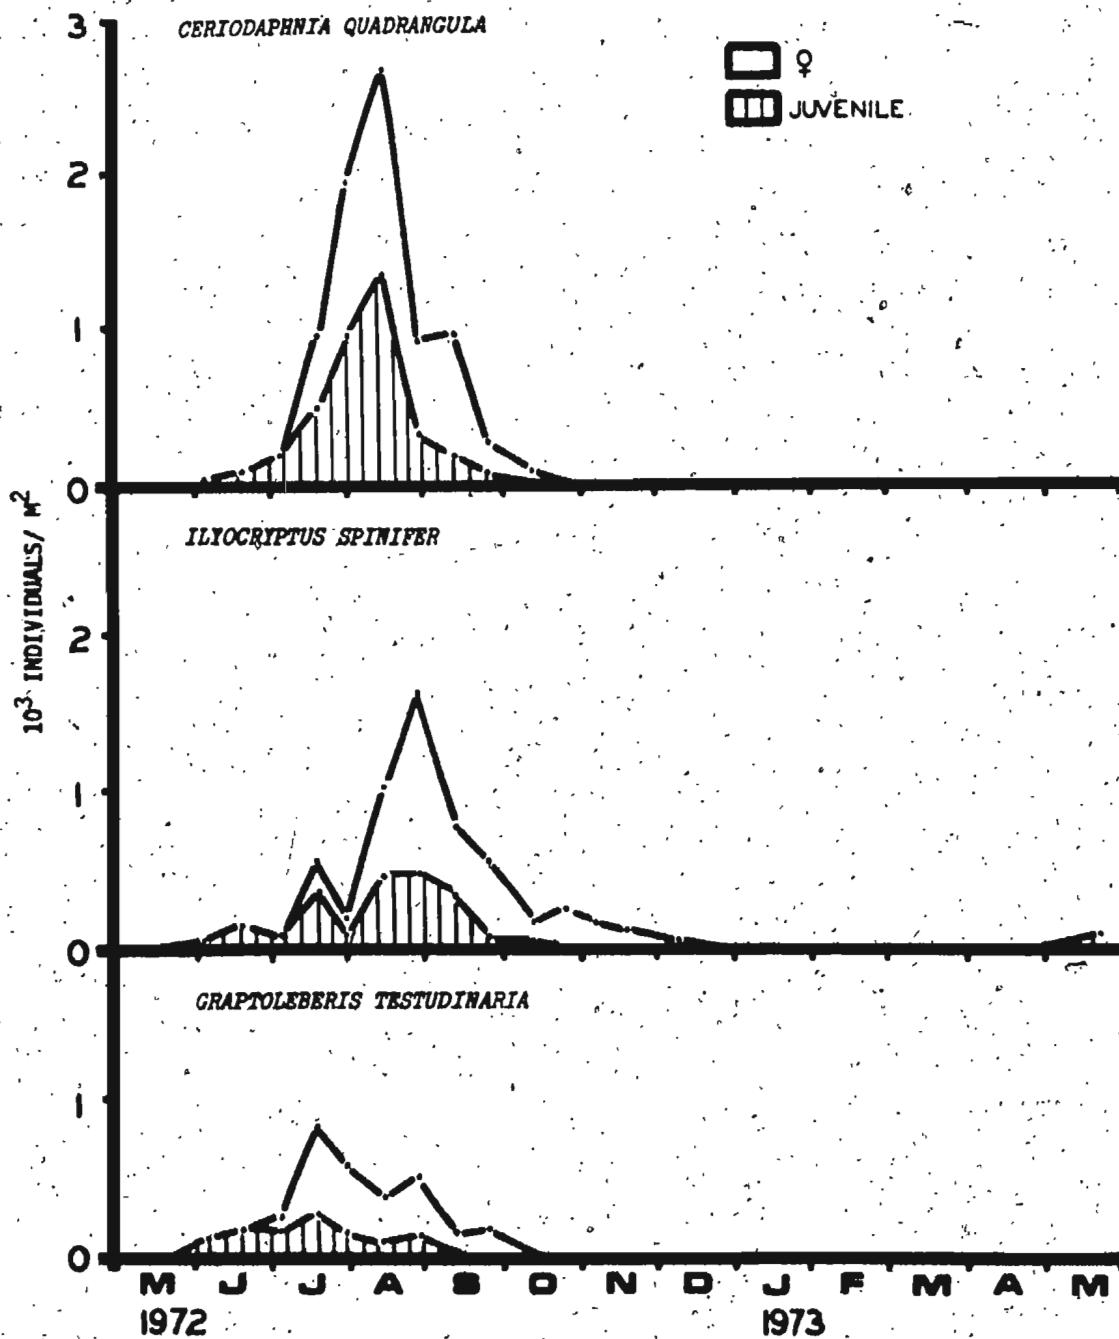 3
CERIODAPHNIA QUADRANGULA
♀
JUVENILE
2
1
0
10³ INDIVIDUALS/ M²
ILYOCRYPTUS SPINIFER
2
1
0
GRAPTOLEBERIS TESTUDINARIA
1
0
M J J A S O N D J F M A M
1972 1973